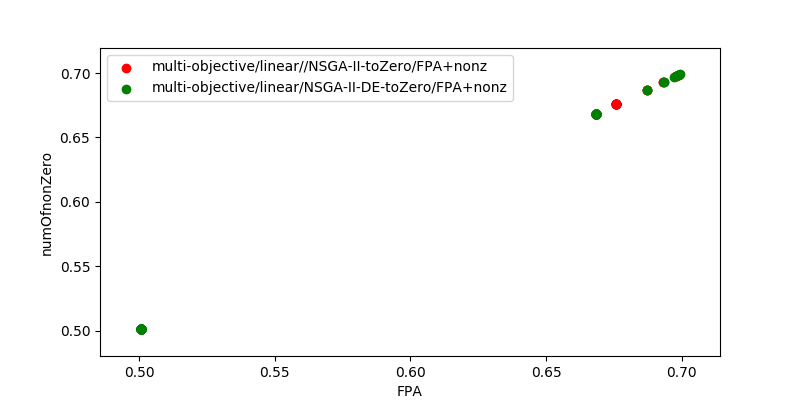 multi-objective/linear//NSGA-II-toZero/FPA+nonz
multi-objective/linear/NSGA-II-DE-toZero/FPA+nonz
numOfnonZero
0.70
0.65
0.60
0.55
0.50
0.50 0.55 0.60 0.65 0.70
FPA